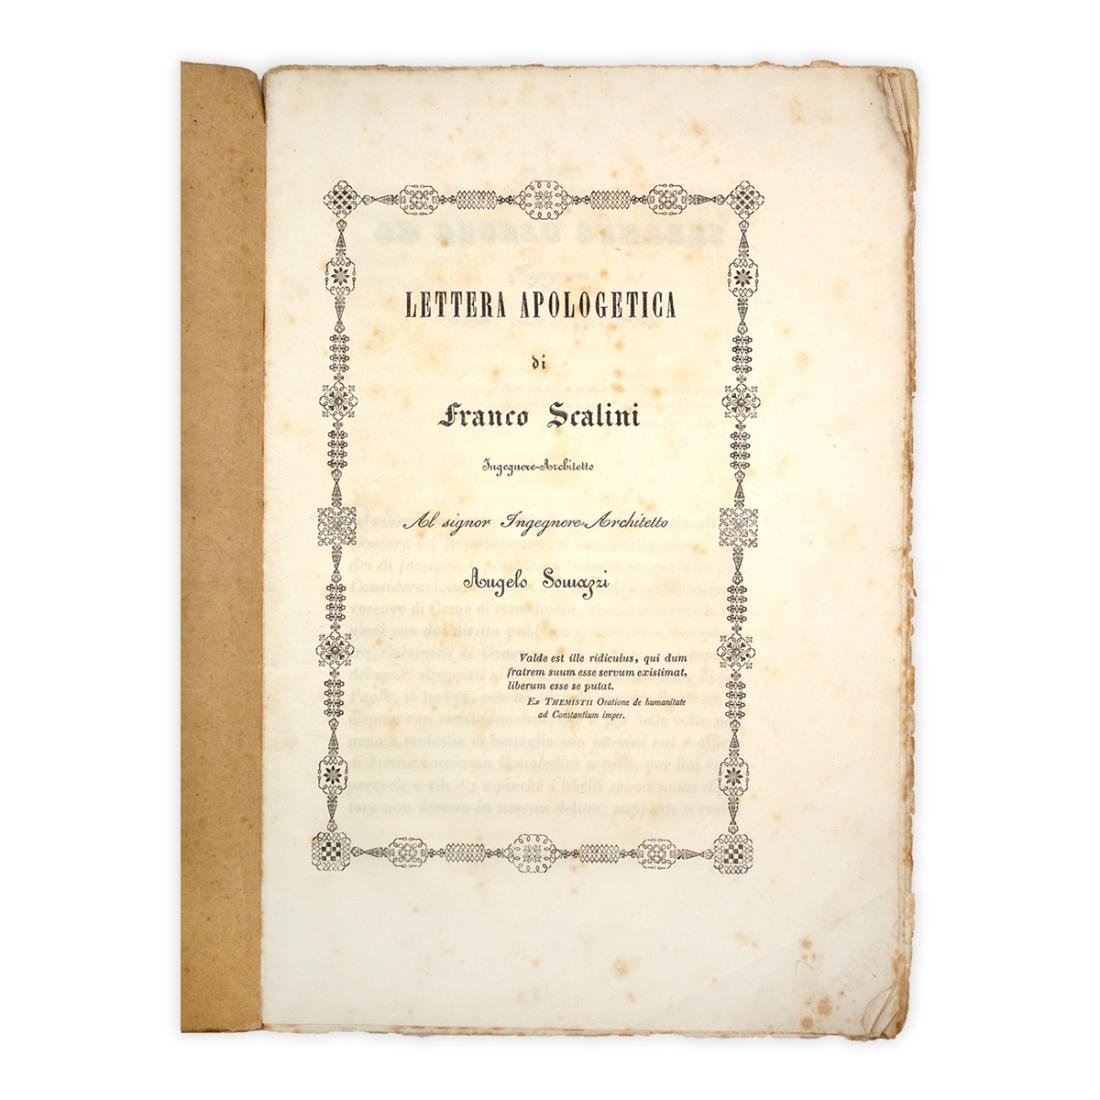 LETTERA APOLOGETICA
di
Franco Scalini
Ingegnere-Architetto
Al signor Ingegnere-Architetto
Angelo Somazzi
Valde est ille ridiculus, qui dum
fratrem suum esse servum existimat,
liberum esse se putat.
Ex THEMISTII Oratione de humanitate
ad Constantium imper.